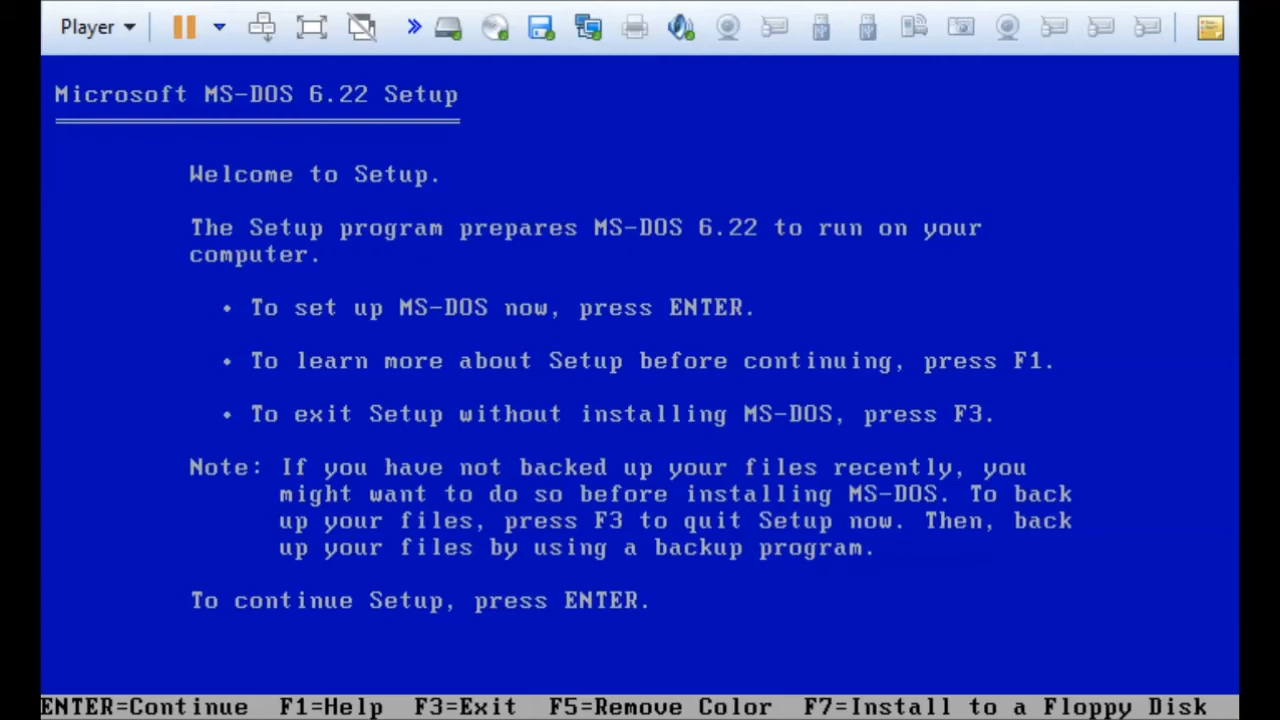 Player
Microsoft MS-DOS 6.22 Setup
Welcome to Setup.
The Setup program prepares MS-DOS 6.22 to run on your
computer.
• To set up MS-DOS now, press ENTER.
• To learn more about Setup before continuing, press F1.
• To exit Setup without installing MS-DOS, press F3.
Note: If you have not backed up your files recently, you
might want to do so before installing MS-DOS. To back
up your files, press F3 to quit Setup now. Then, back
up your files by using a backup program.
To continue Setup, press ENTER.
ENTER=Continue F1=Help F3=Exit F5=Remove Color F7=Install to a Floppy Disk